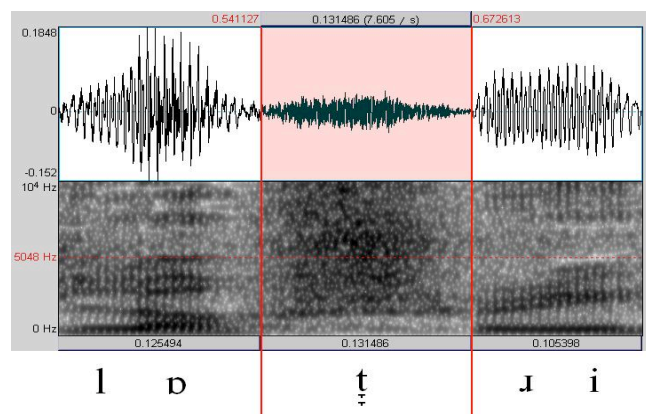 0.541127 0.131486 (7.605 / s) 0.672613
0.1848
0
-0.152
10⁴ Hz
5048 Hz
0 Hz
0.125494 0.131486 0.105398
l ɒ t̠̞ ɹ i